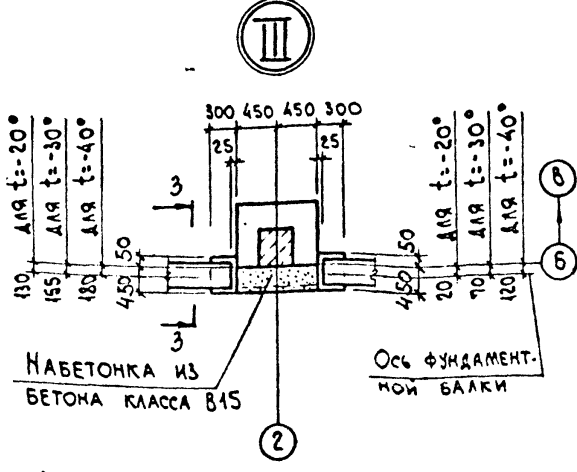 III
300 450 450 300
25 25
для t=-20°
для t=-30°
для t=-40°
для t=-20°
для t=-30°
для t=-40°
В
Б
3
3
50
450
130
155
180
50
450
20
70
120
Набетонка из
бетона класса В15
Ось фундамент-
ной балки
2